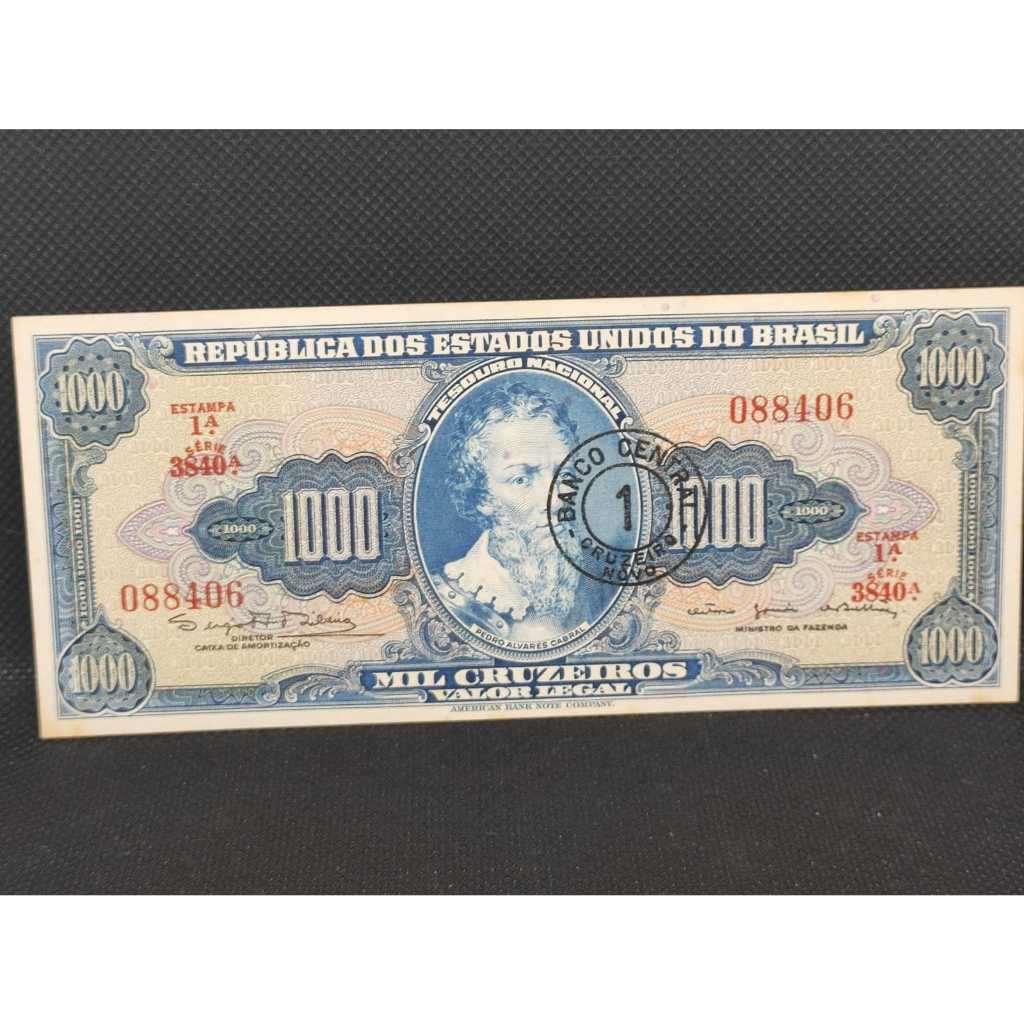 REPÚBLICA DOS ESTADOS UNIDOS DO BRASIL
1000
1000
TESOURO NACIONAL
ESTAMPA
1ª
SÉRIE
3840ª
088406
1000
1000
1000
1000
BANCO CENTRAL
1
CRUZEIRO
NOVO
ESTAMPA
1ª
SÉRIE
3840ª
088406
PEDRO ALVARES CABRAL
DIRETOR
CAIXA DE AMORTIZAÇÃO
MINISTRO DA FAZENDA
1000
1000
MIL CRUZEIROS
VALOR LEGAL
AMERICAN BANK NOTE COMPANY.